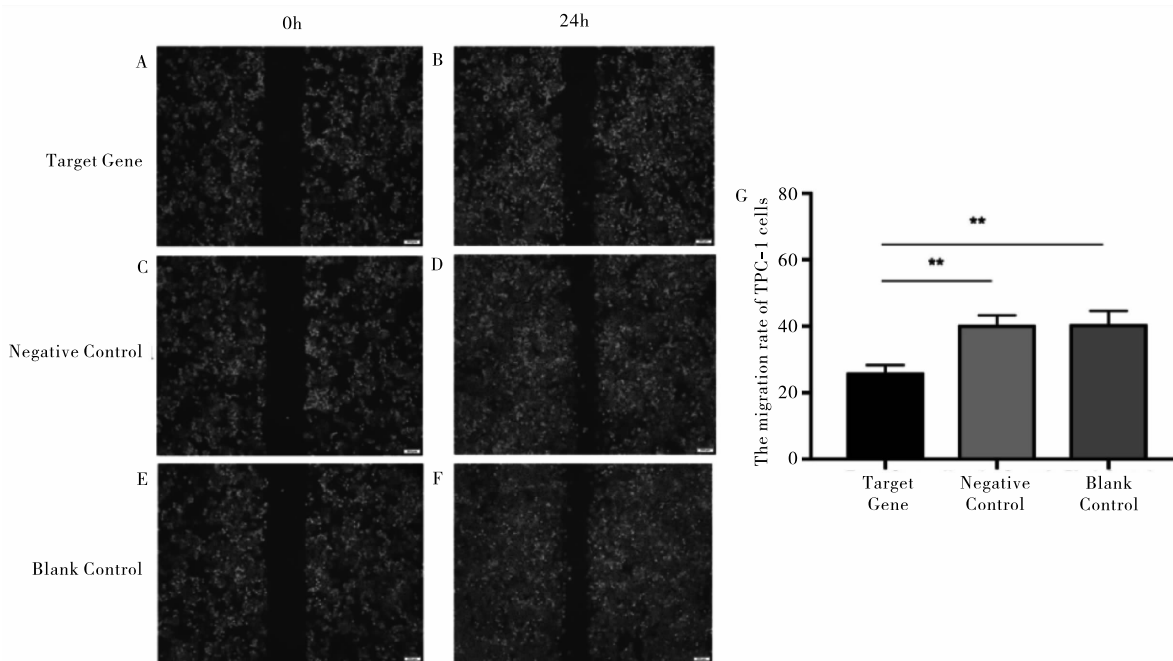 0h
24h
A
B
Target Gene
C
D
Negative Control
E
F
Blank Control
G
The migration rate of TPC-1 cells
80
60
40
20
0
**
**
Target
Gene
Negative
Control
Blank
Control